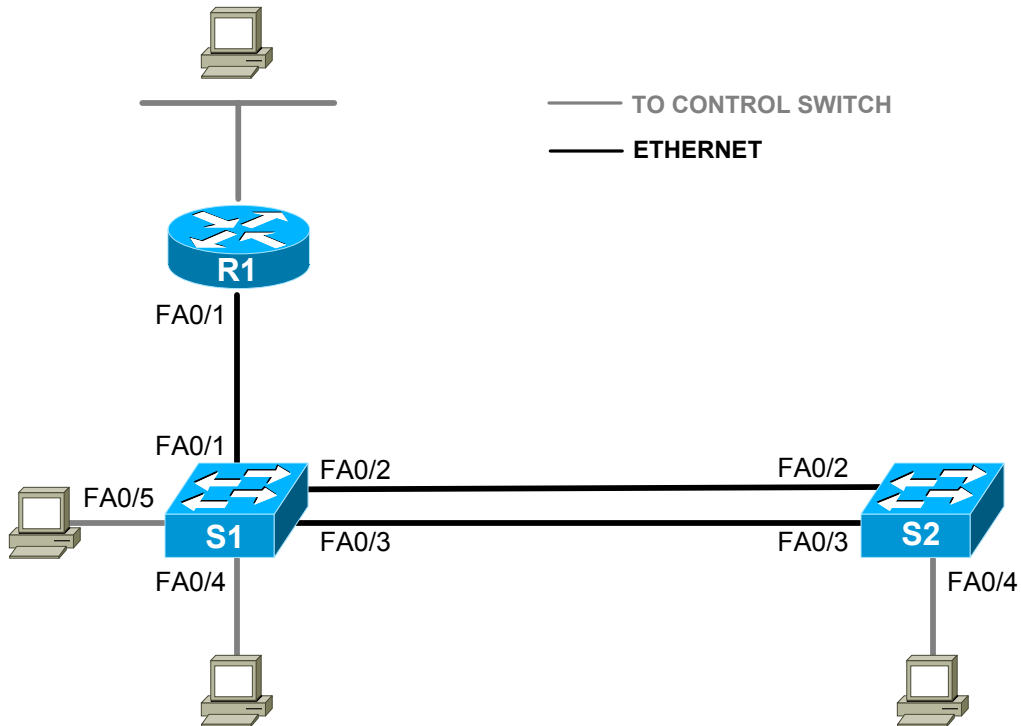 TO CONTROL SWITCH
ETHERNET
R1
FA0/1
FA0/1
FA0/2
FA0/2
FA0/5
S1
S2
FA0/3
FA0/3
FA0/4
FA0/4